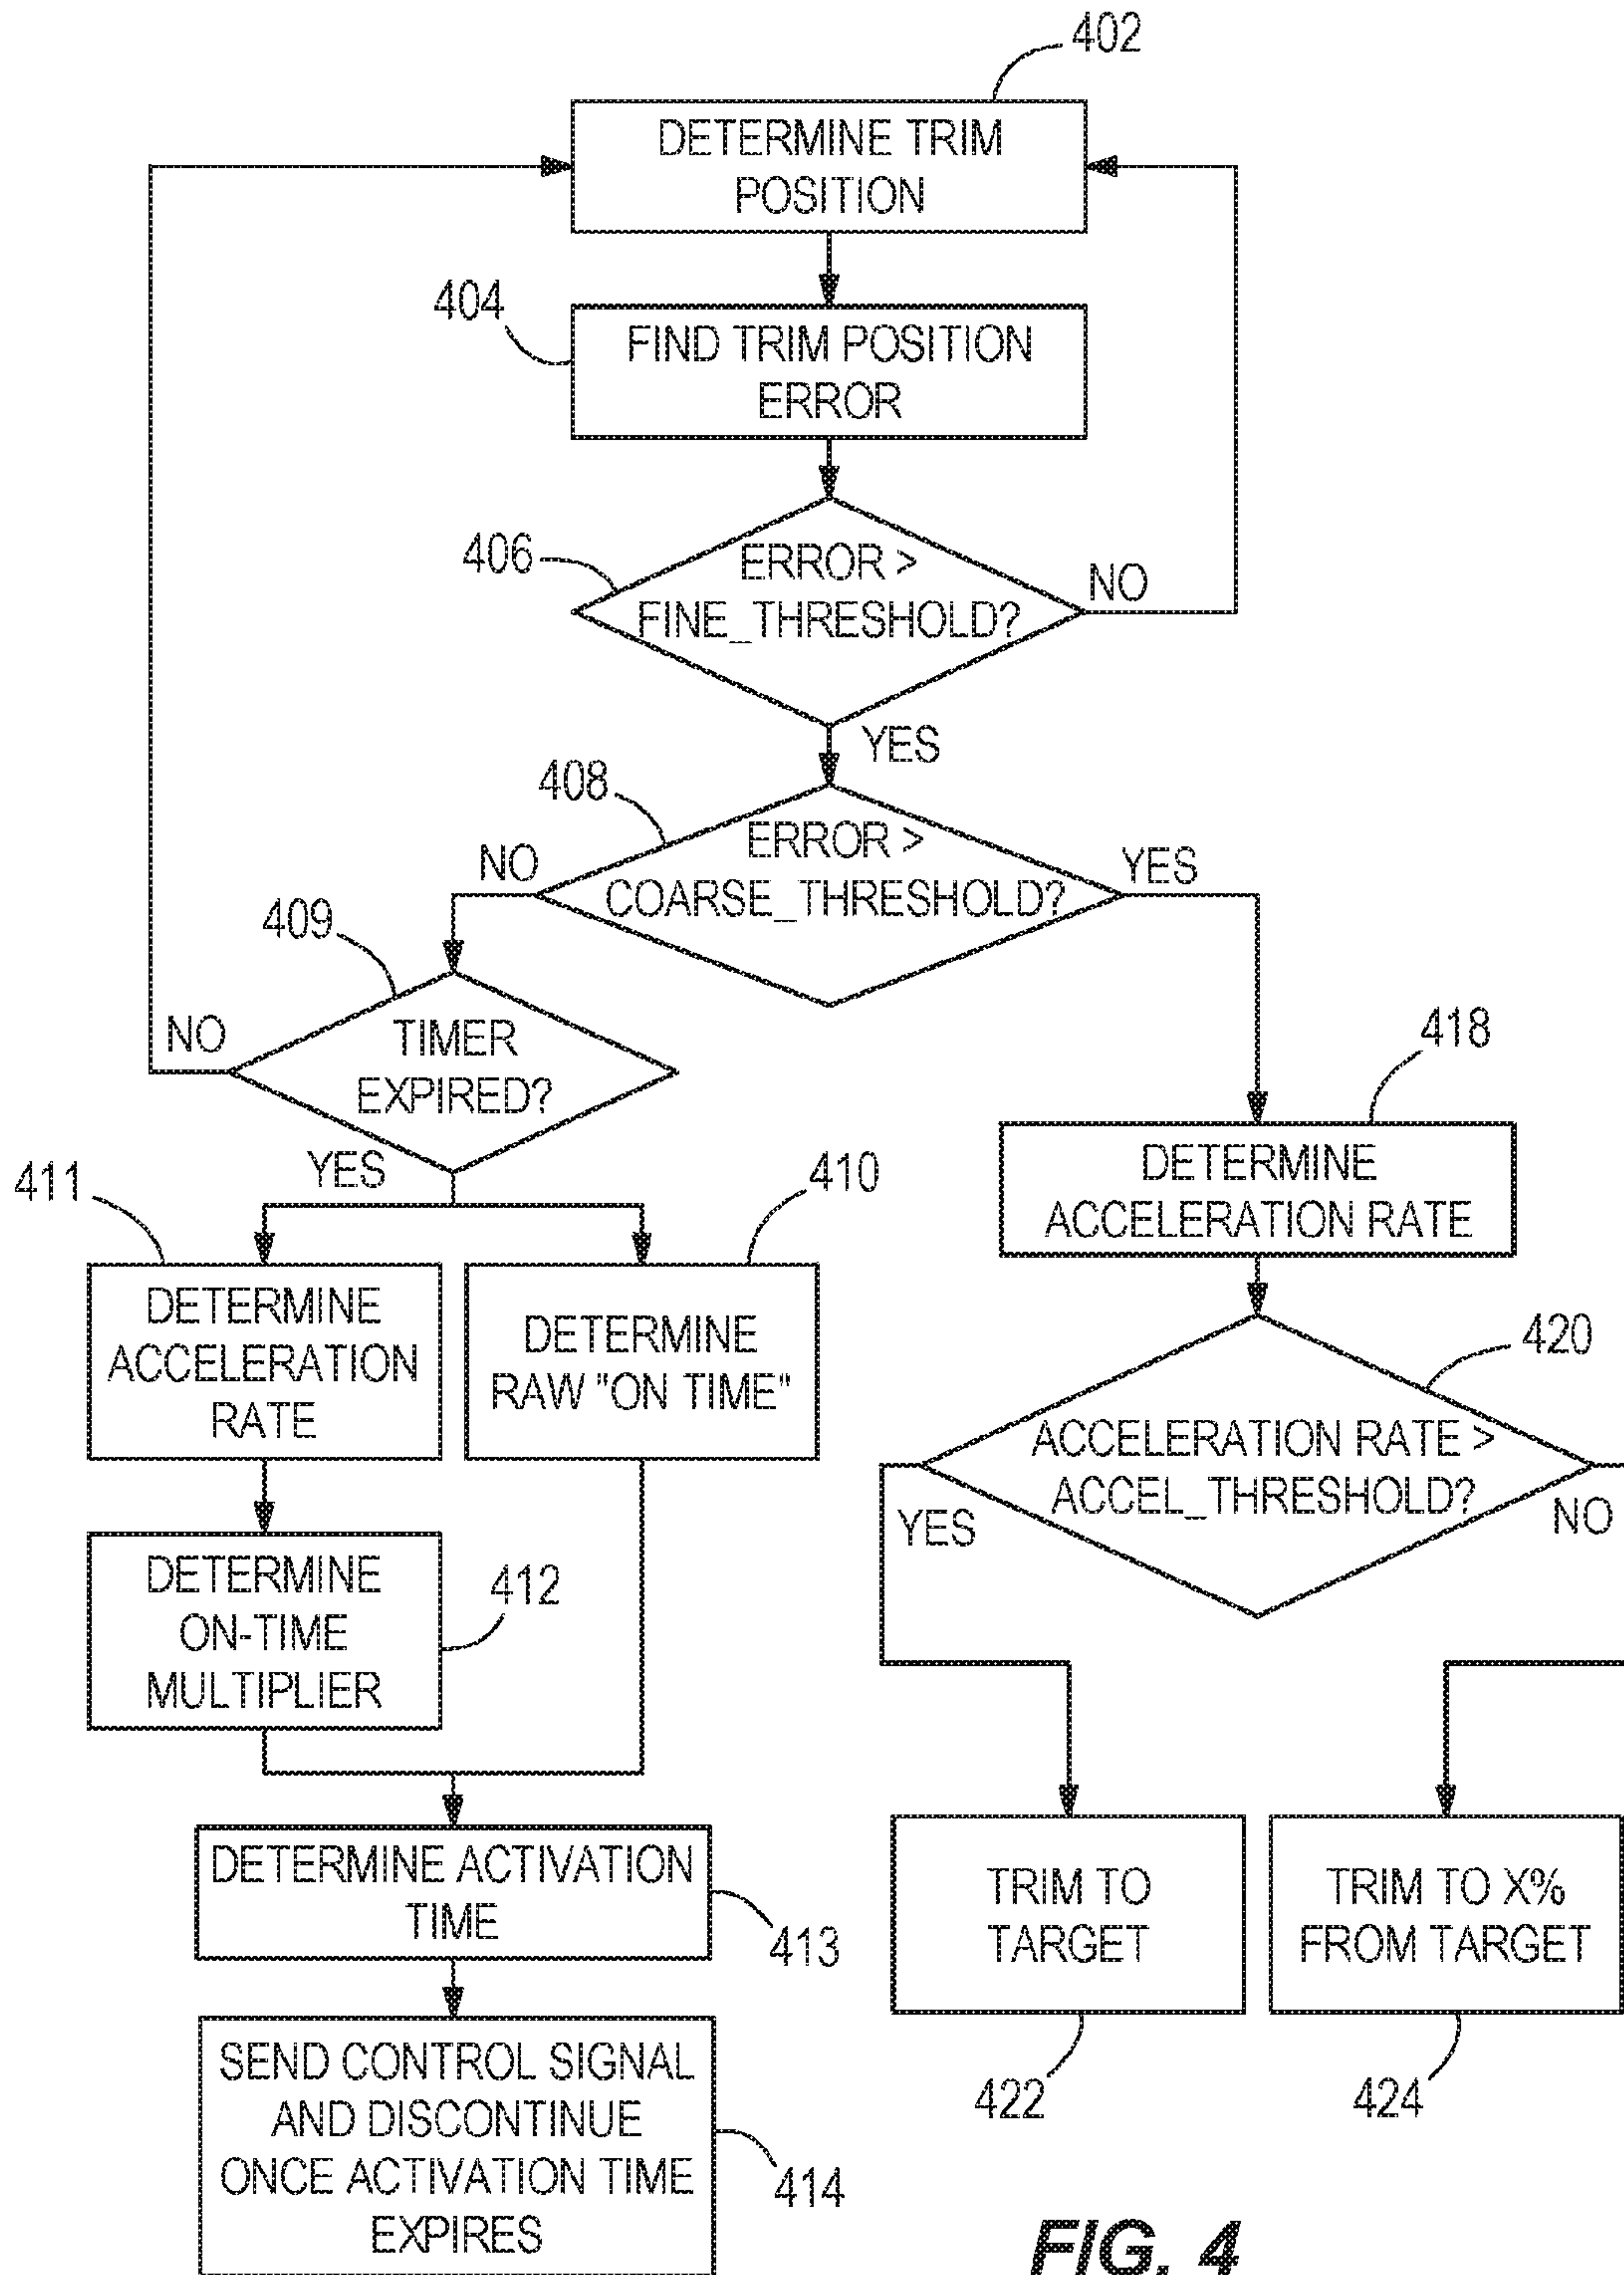 402
DETERMINE TRIM
POSITION
404
FIND TRIM POSITION
ERROR
406
ERROR >
FINE_THRESHOLD?
NO
YES
408
ERROR >
COARSE_THRESHOLD?
NO
YES
409
TIMER
EXPIRED?
NO
YES
418
DETERMINE
ACCELERATION RATE
411
DETERMINE
ACCELERATION
RATE
410
DETERMINE
RAW "ON TIME"
420
ACCELERATION RATE >
ACCEL_THRESHOLD?
YES
NO
DETERMINE
ON-TIME
MULTIPLIER
412
DETERMINE ACTIVATION
TIME
413
TRIM TO
TARGET
422
TRIM TO X%
FROM TARGET
424
SEND CONTROL SIGNAL
AND DISCONTINUE
ONCE ACTIVATION TIME
EXPIRES
414
FIG. 4